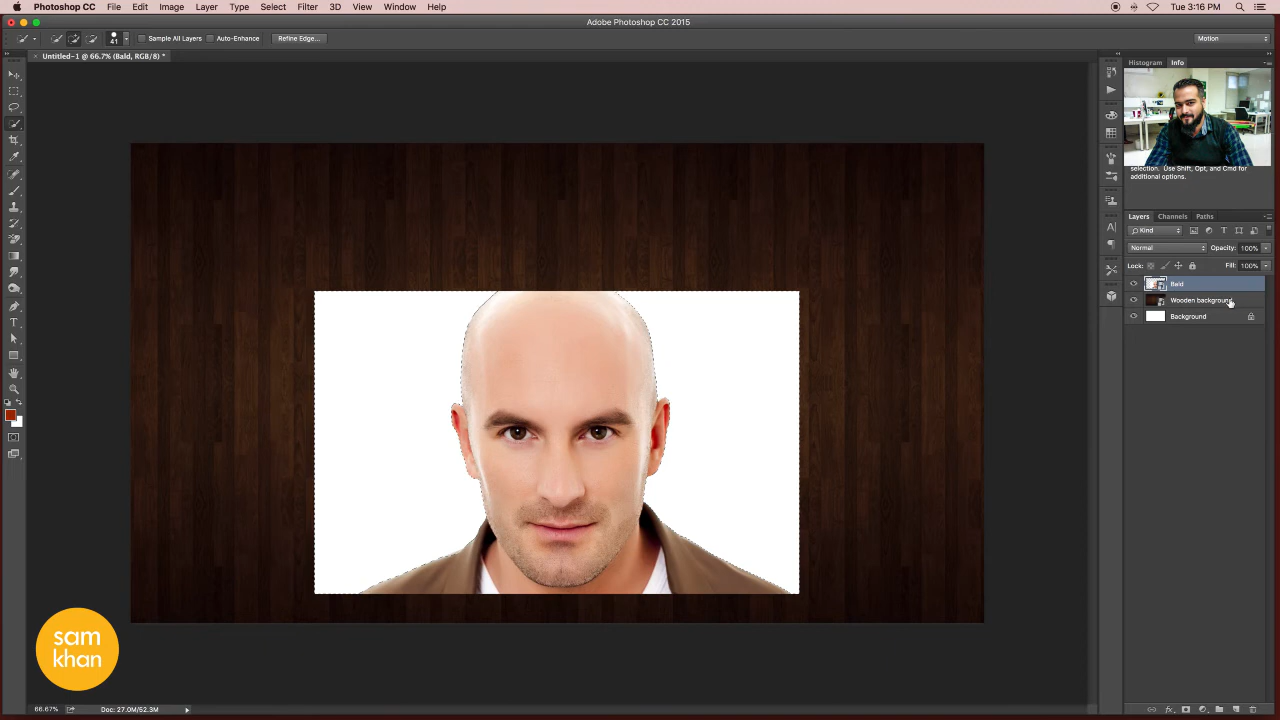 Photoshop CC File Edit Image Layer Type Select Filter 3D View Window Help Tue 3:16 PM
Adobe Photoshop CC 2015
41 Sample All Layers Auto-Enhance Refine Edge... Motion
× Untitled-1 @ 66.7% (Bald, RGB/8) *
Histogram Info
selection. Use Shift, Opt, and Cmd for
additional options.
Layers Channels Paths
Kind
Normal Opacity: 100%
Lock: Fill: 100%
Bald
Wooden background
Background
sam
khan
66.67% Doc: 27.0M/52.3M